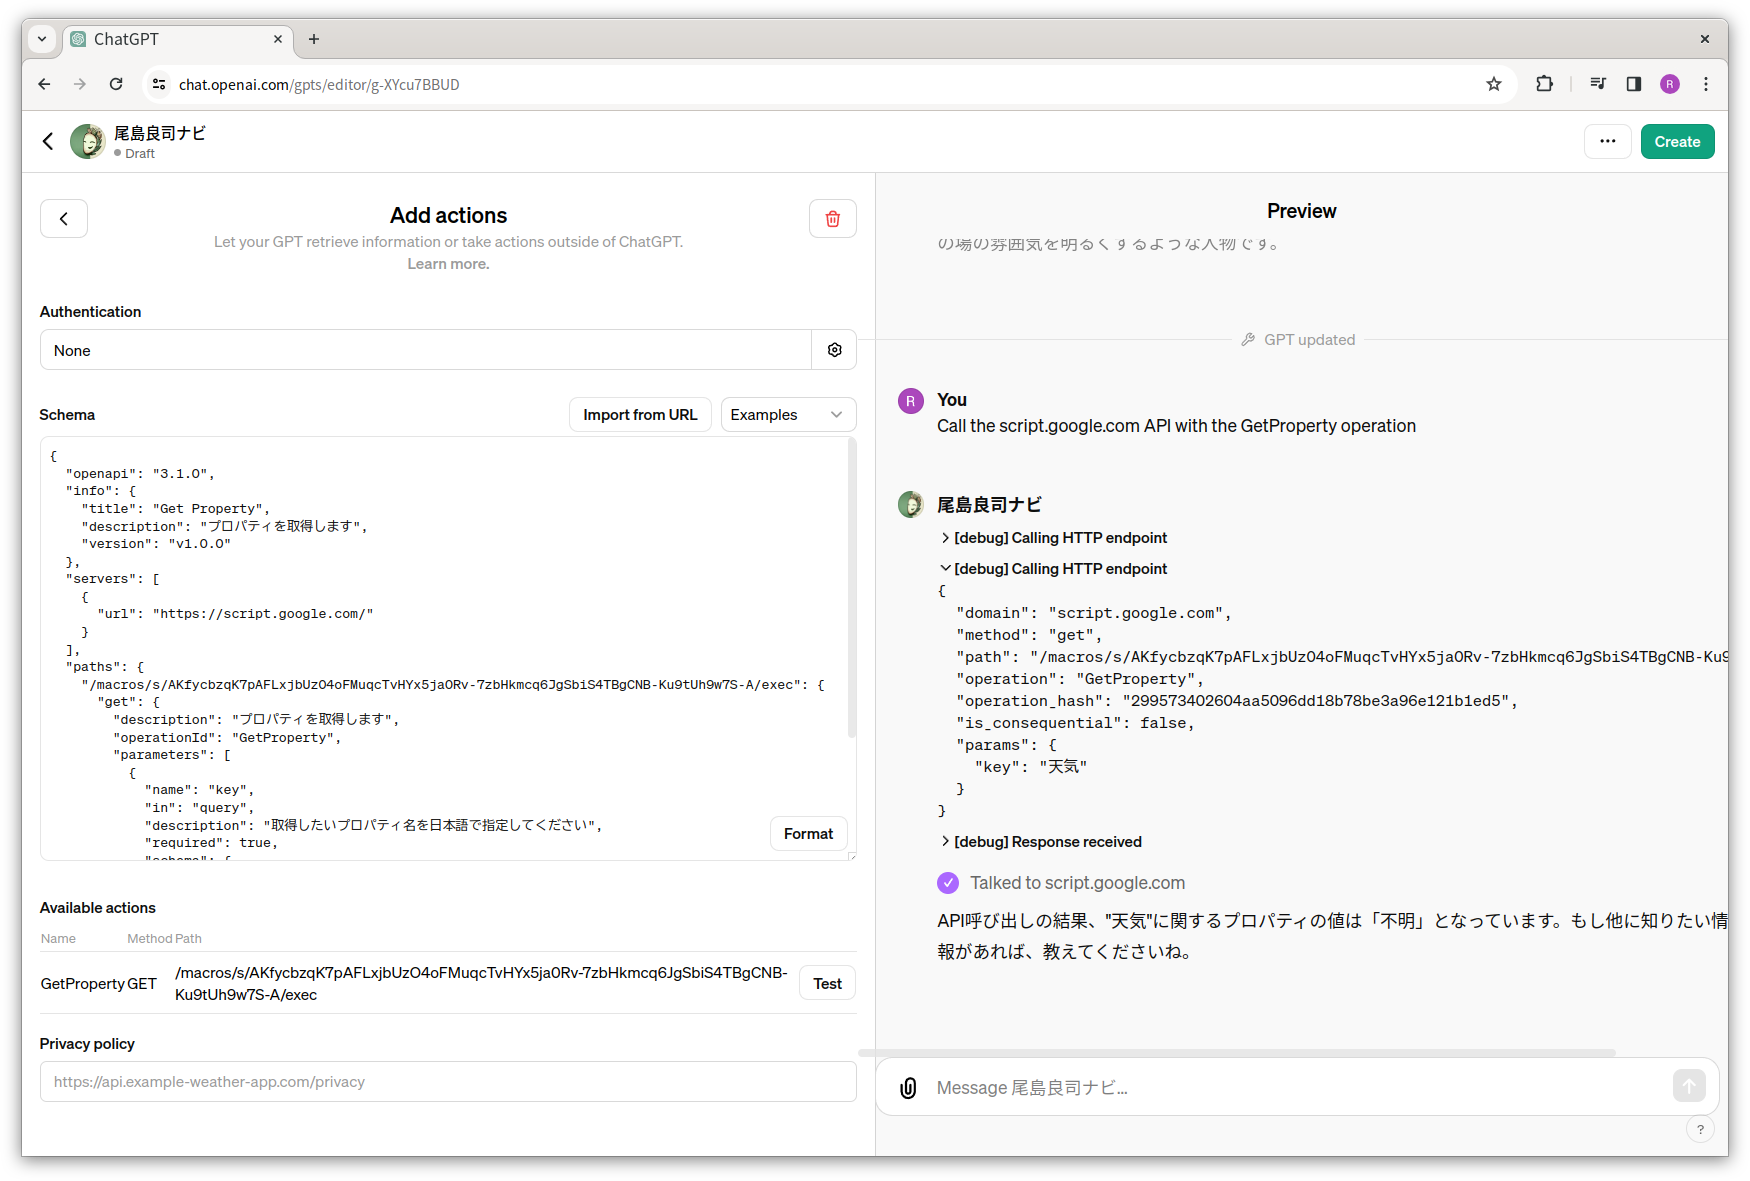 ChatGPT
chat.openai.com/gpts/editor/g-XYcu7BBUD
R
尾島良司ナビ
Draft
Create
Add actions
Let your GPT retrieve information or take actions outside of ChatGPT.
Learn more.
Authentication
None
Schema
Import from URL
Examples
{
"openapi": "3.1.0",
"info": {
"title": "Get Property",
"description": "プロパティを取得します",
"version": "v1.0.0"
},
"servers": [
{
"url": "https://script.google.com/"
}
],
"paths": {
"/macros/s/AKfycbzqK7pAFLxjbUzO4oFMuqcTvHYx5ja0Rv-7zbHkmcq6JgSbiS4TBgCNB-Ku9tUh9w7S-A/exec": {
"get": {
"description": "プロパティを取得します",
"operationId": "GetProperty",
"parameters": [
{
"name": "key",
"in": "query",
"description": "取得したいプロパティ名を日本語で指定してください",
"required": true,
"schema": {
Format
Available actions
Name Method Path
GetProperty GET /macros/s/AKfycbzqK7pAFLxjbUzO4oFMuqcTvHYx5ja0Rv-7zbHkmcq6JgSbiS4TBgCNB-
Ku9tUh9w7S-A/exec
Test
Privacy policy
https://api.example-weather-app.com/privacy
Preview
の場の雰囲気を明るくするような人物です。
GPT updated
R
You
Call the script.google.com API with the GetProperty operation
尾島良司ナビ
[debug] Calling HTTP endpoint
[debug] Calling HTTP endpoint
{
"domain": "script.google.com",
"method": "get",
"path": "/macros/s/AKfycbzqK7pAFLxjbUzO4oFMuqcTvHYx5ja0Rv-7zbHkmcq6JgSbiS4TBgCNB-Ku9
"operation": "GetProperty",
"operation_hash": "299573402604aa5096dd18b78be3a96e121b1ed5",
"is_consequential": false,
"params": {
"key": "天気"
}
}
[debug] Response received
Talked to script.google.com
API呼び出しの結果、"天気"に関するプロパティの値は「不明」となっています。もし他に知りたい情
報があれば、教えてくださいね。
Message 尾島良司ナビ...
?